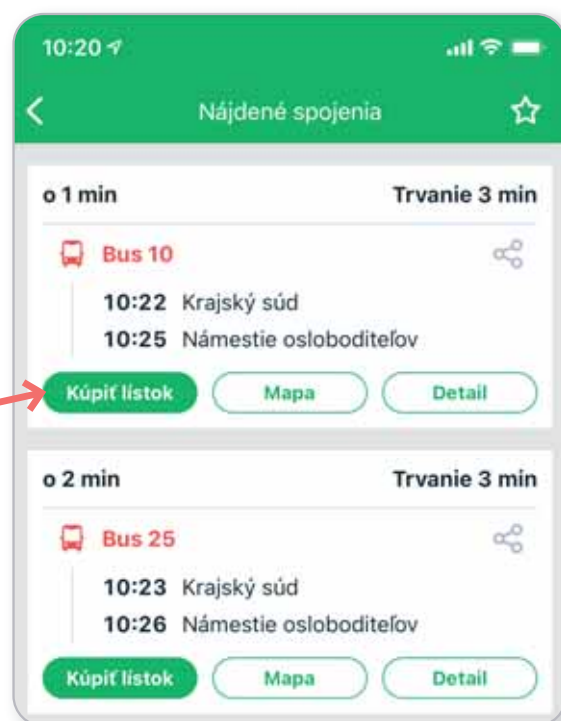 10:20
Nájdené spojenia
o 1 min Trvanie 3 min
Bus 10
10:22 Krajský súd
10:25 Námestie osloboditeľov
Kúpiť lístok Mapa Detail
o 2 min Trvanie 3 min
Bus 25
10:23 Krajský súd
10:26 Námestie osloboditeľov
Kúpiť lístok Mapa Detail